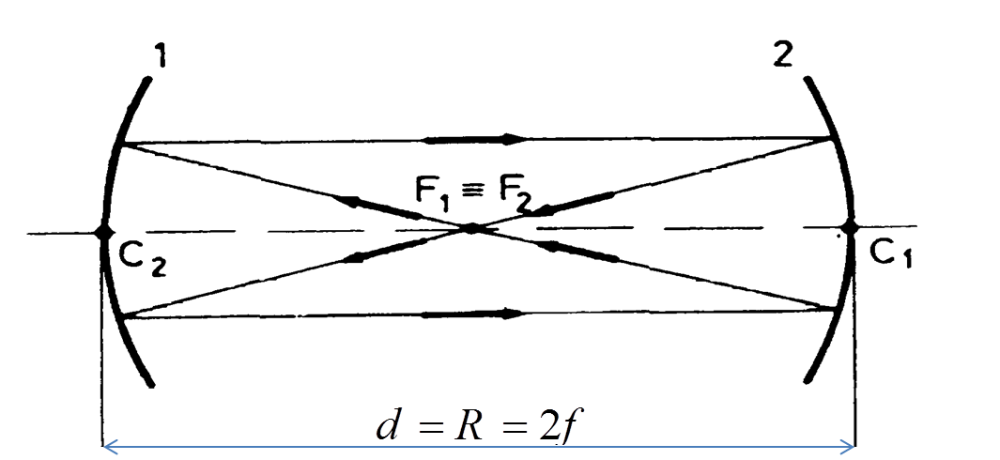 1
2
F₁ ≡ F₂
C₂
C₁
d = R = 2f